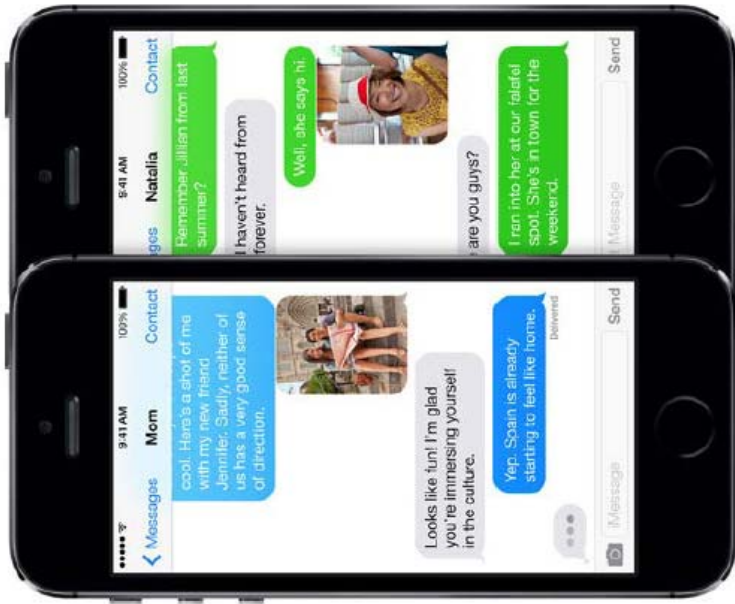 9:41 AM
100%
Messages
Mom
Contact
cool. Here's a shot of me
with my new friend
Jennifer. Sadly, neither of
us has a very good sense
of direction.
Looks like fun! I'm glad
you're immersing yourself
in the culture.
Yep. Spain is already
starting to feel like home.
Delivered
iMessage
Send
9:41 AM
100%
ages
Natalia
Contact
Remember Jillian from last
summer?
I haven't heard from
forever.
Well, she says hi.
are you guys?
I ran into her at our falafel
spot. She's in town for the
weekend.
Message
Send